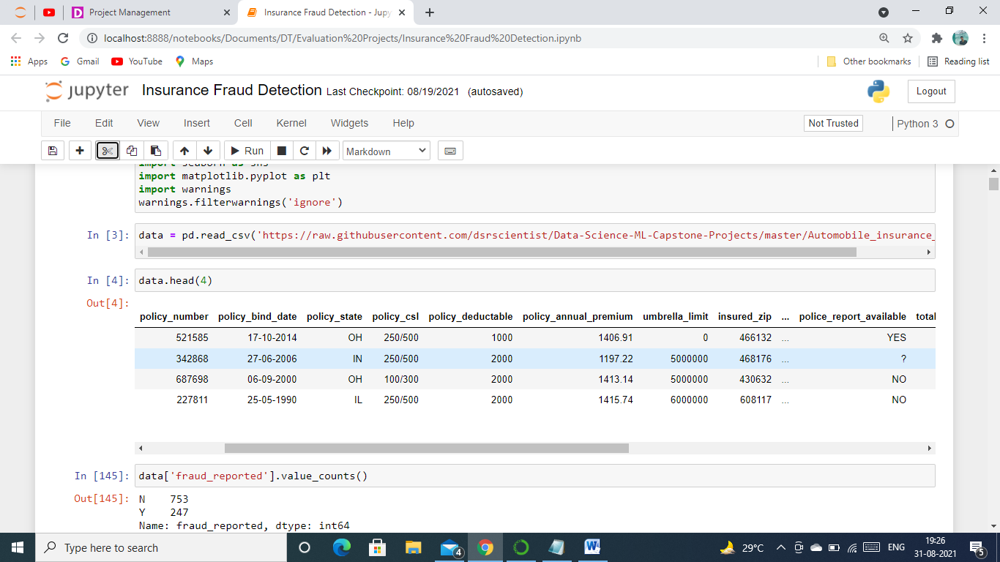 Project Management
Insurance Fraud Detection - Jupy
localhost:8888/notebooks/Documents/DT/Evaluation%20Projects/Insurance%20Fraud%20Detection.ipynb
Apps Gmail YouTube Maps Other bookmarks Reading list
jupyter Insurance Fraud Detection Last Checkpoint: 08/19/2021 (autosaved) Logout
File Edit View Insert Cell Kernel Widgets Help Not Trusted Python 3
Run Markdown
import seaborn as sns
import matplotlib.pyplot as plt
import warnings
warnings.filterwarnings('ignore')
In [3]: data = pd.read_csv('https://raw.githubusercontent.com/dsrscientist/Data-Science-ML-Capstone-Projects/master/Automobile_insurance_
In [4]: data.head(4)
Out[4]:
policy_number policy_bind_date policy_state policy_csl policy_deductable policy_annual_premium umbrella_limit insured_zip ... police_report_available total
521585 17-10-2014 OH 250/500 1000 1406.91 0 466132 ... YES
342868 27-06-2006 IN 250/500 2000 1197.22 5000000 468176 ... ?
687698 06-09-2000 OH 100/300 2000 1413.14 5000000 430632 ... NO
227811 25-05-1990 IL 250/500 2000 1415.74 6000000 608117 ... NO
In [145]: data['fraud_reported'].value_counts()
Out[145]: N 753
Y 247
Name: fraud_reported, dtype: int64
Type here to search 4 29°C ENG 19:26
31-08-2021 5